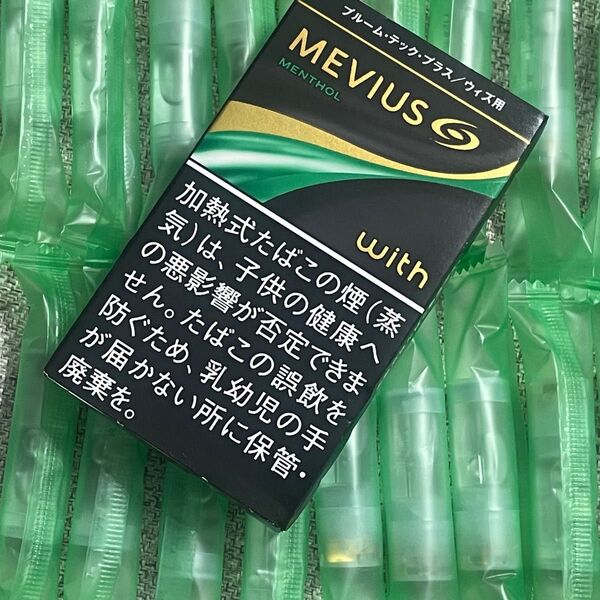 ブルーム・テック・プラス/ウィズ用
MEVIUS
MENTHOL
with
加熱式たばこの煙(蒸
気)は、子供の健康へ
の悪影響が否定できま
せん。たばこの誤飲を
防ぐため、乳幼児の手
が届かない所に保管・
廃棄を。